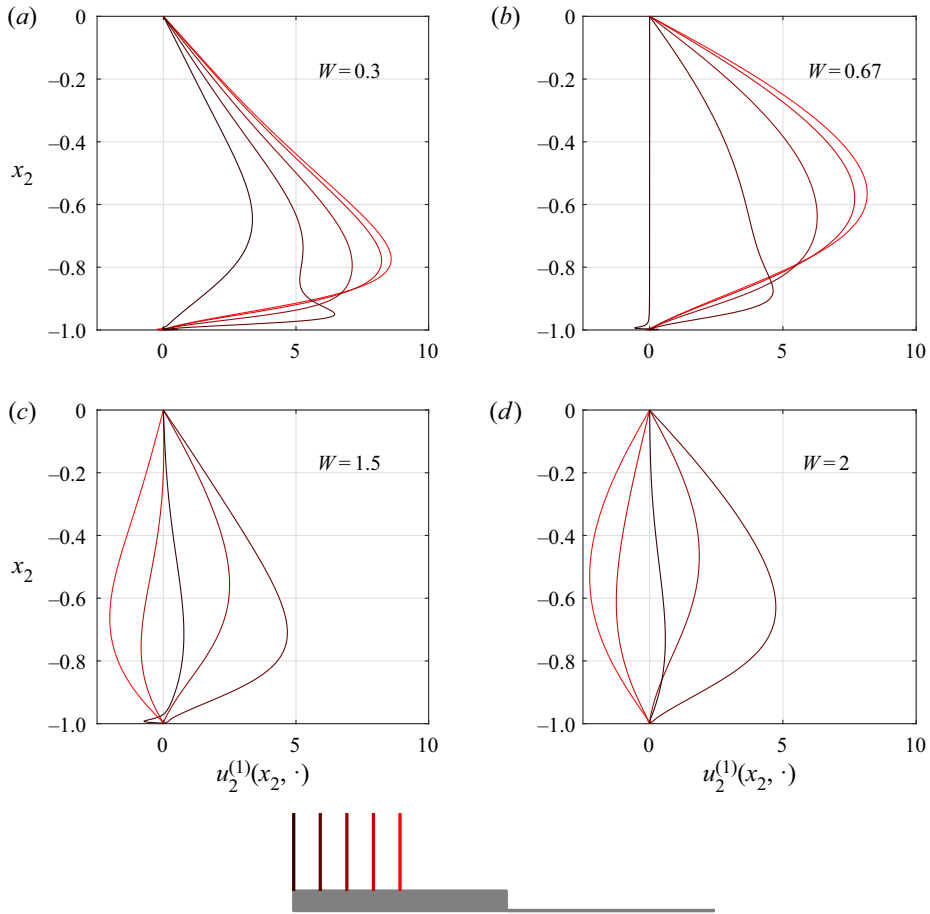 (a) (b)
0 0
–0.2 W = 0.3 –0.2 W = 0.67
–0.4 –0.4
x₂
–0.6 –0.6
–0.8 –0.8
–1.0 –1.0
0 5 10 0 5 10
(c) (d)
0 0
–0.2 W = 1.5 –0.2 W = 2
–0.4 –0.4
x₂
–0.6 –0.6
–0.8 –0.8
–1.0 –1.0
0 5 10 0 5 10
u₂⁽¹⁾(x₂, ·) u₂⁽¹⁾(x₂, ·)